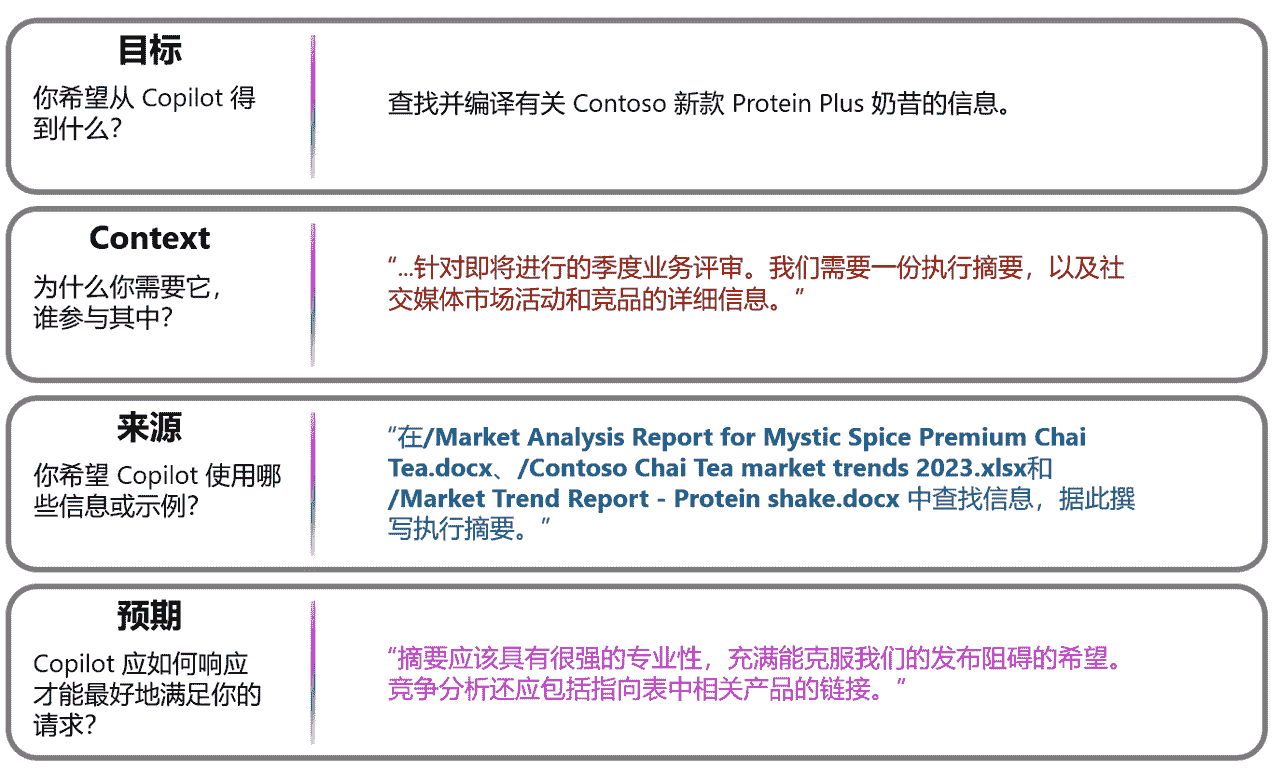 目标
你希望从 Copilot 得
到什么？
查找并编译有关 Contoso 新款 Protein Plus 奶昔的信息。
Context
为什么你需要它，
谁参与其中？
“...针对即将进行的季度业务评审。我们需要一份执行摘要，以及社
交媒体市场活动和竞品的详细信息。”
来源
你希望 Copilot 使用哪
些信息或示例？
“在/Market Analysis Report for Mystic Spice Premium Chai
Tea.docx、/Contoso Chai Tea market trends 2023.xlsx和
/Market Trend Report - Protein shake.docx 中查找信息，据此撰
写执行摘要。”
预期
Copilot 应如何响应
才能最好地满足你的
请求？
“摘要应该具有很强的专业性，充满能克服我们的发布阻碍的希望。
竞争分析还应包括指向表中相关产品的链接。”